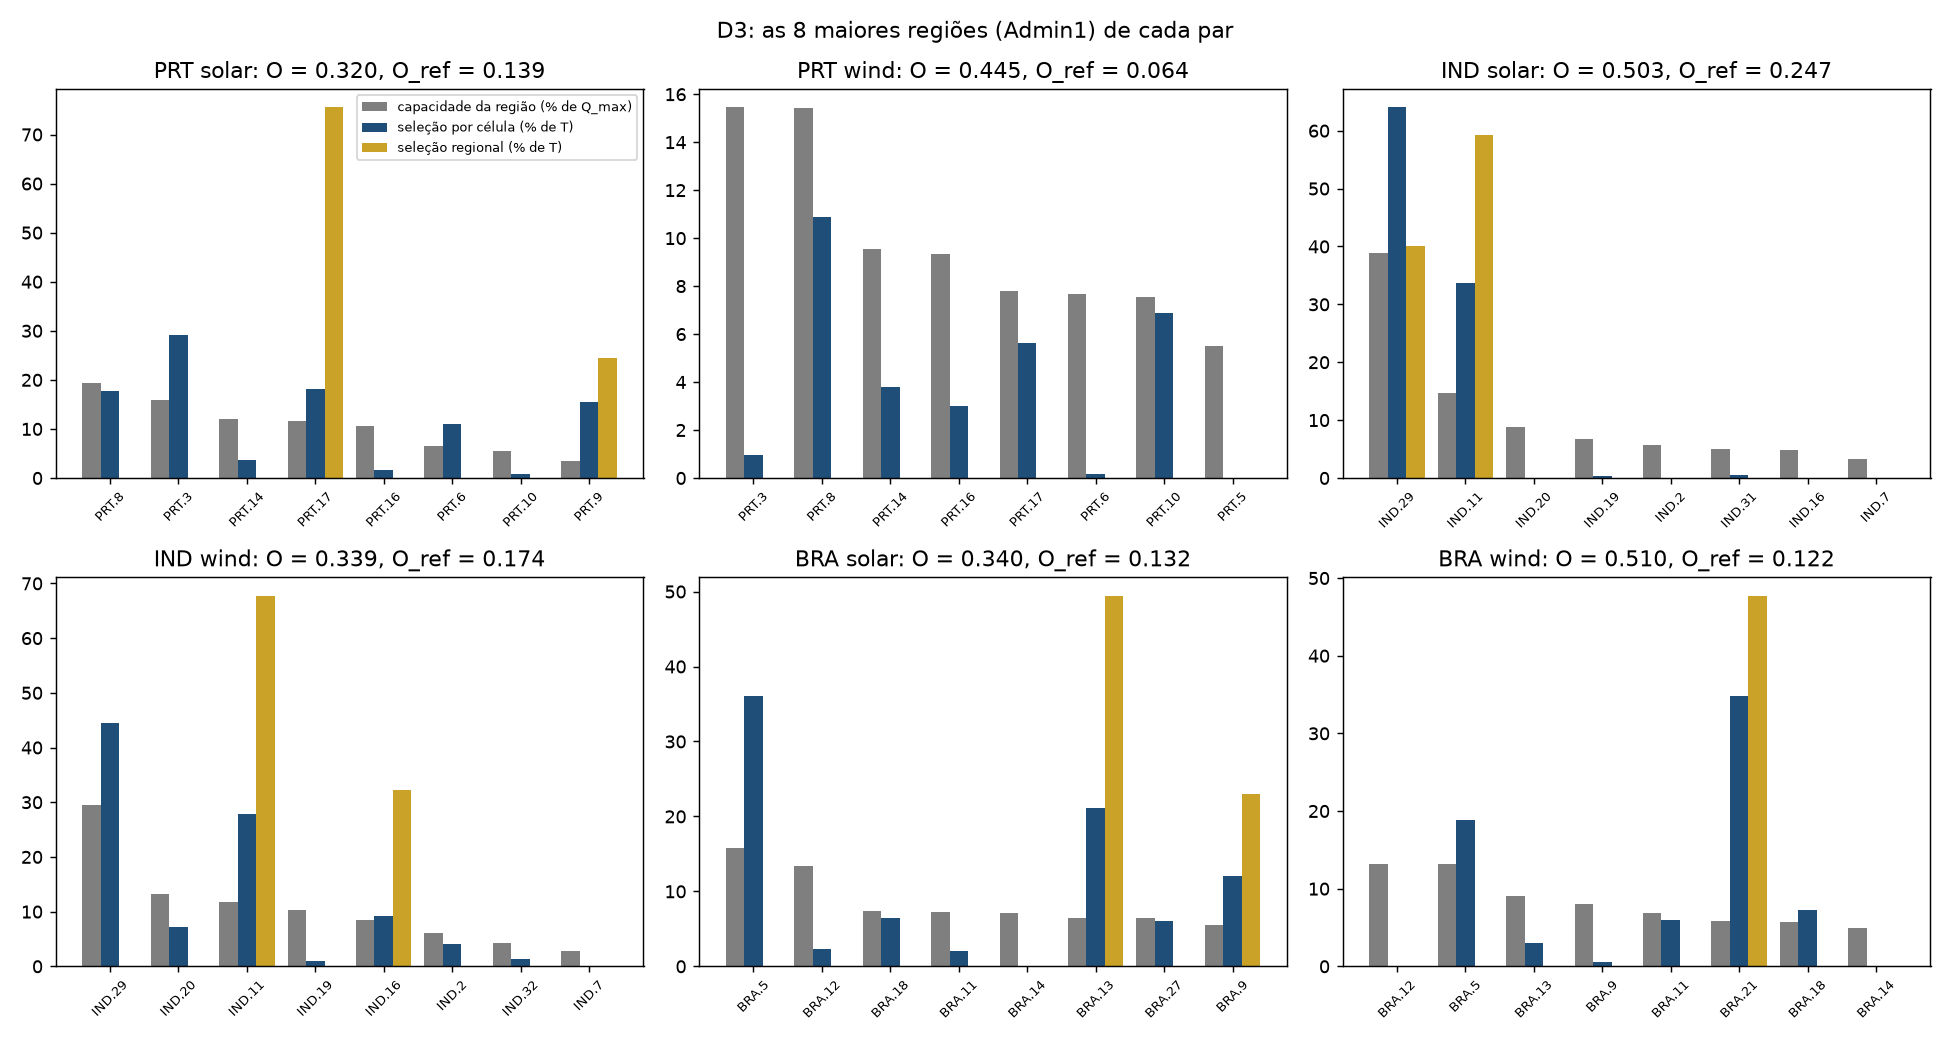 D3: as 8 maiores regiões (Admin1) de cada par
PRT solar: O = 0.320, O_ref = 0.139
70
60
50
40
30
20
10
0
capacidade da região (% de Q_max)
seleção por célula (% de T)
seleção regional (% de T)
PRT.8 PRT.3 PRT.14 PRT.17 PRT.16 PRT.6 PRT.10 PRT.9
PRT wind: O = 0.445, O_ref = 0.064
16
14
12
10
8
6
4
2
0
PRT.3 PRT.8 PRT.14 PRT.16 PRT.17 PRT.6 PRT.10 PRT.5
IND solar: O = 0.503, O_ref = 0.247
60
50
40
30
20
10
0
IND.29 IND.11 IND.20 IND.19 IND.2 IND.31 IND.16 IND.7
IND wind: O = 0.339, O_ref = 0.174
70
60
50
40
30
20
10
0
IND.29 IND.20 IND.11 IND.19 IND.16 IND.2 IND.32 IND.7
BRA solar: O = 0.340, O_ref = 0.132
50
40
30
20
10
0
BRA.5 BRA.12 BRA.18 BRA.11 BRA.14 BRA.13 BRA.27 BRA.9
BRA wind: O = 0.510, O_ref = 0.122
50
40
30
20
10
0
BRA.12 BRA.5 BRA.13 BRA.9 BRA.11 BRA.21 BRA.18 BRA.14